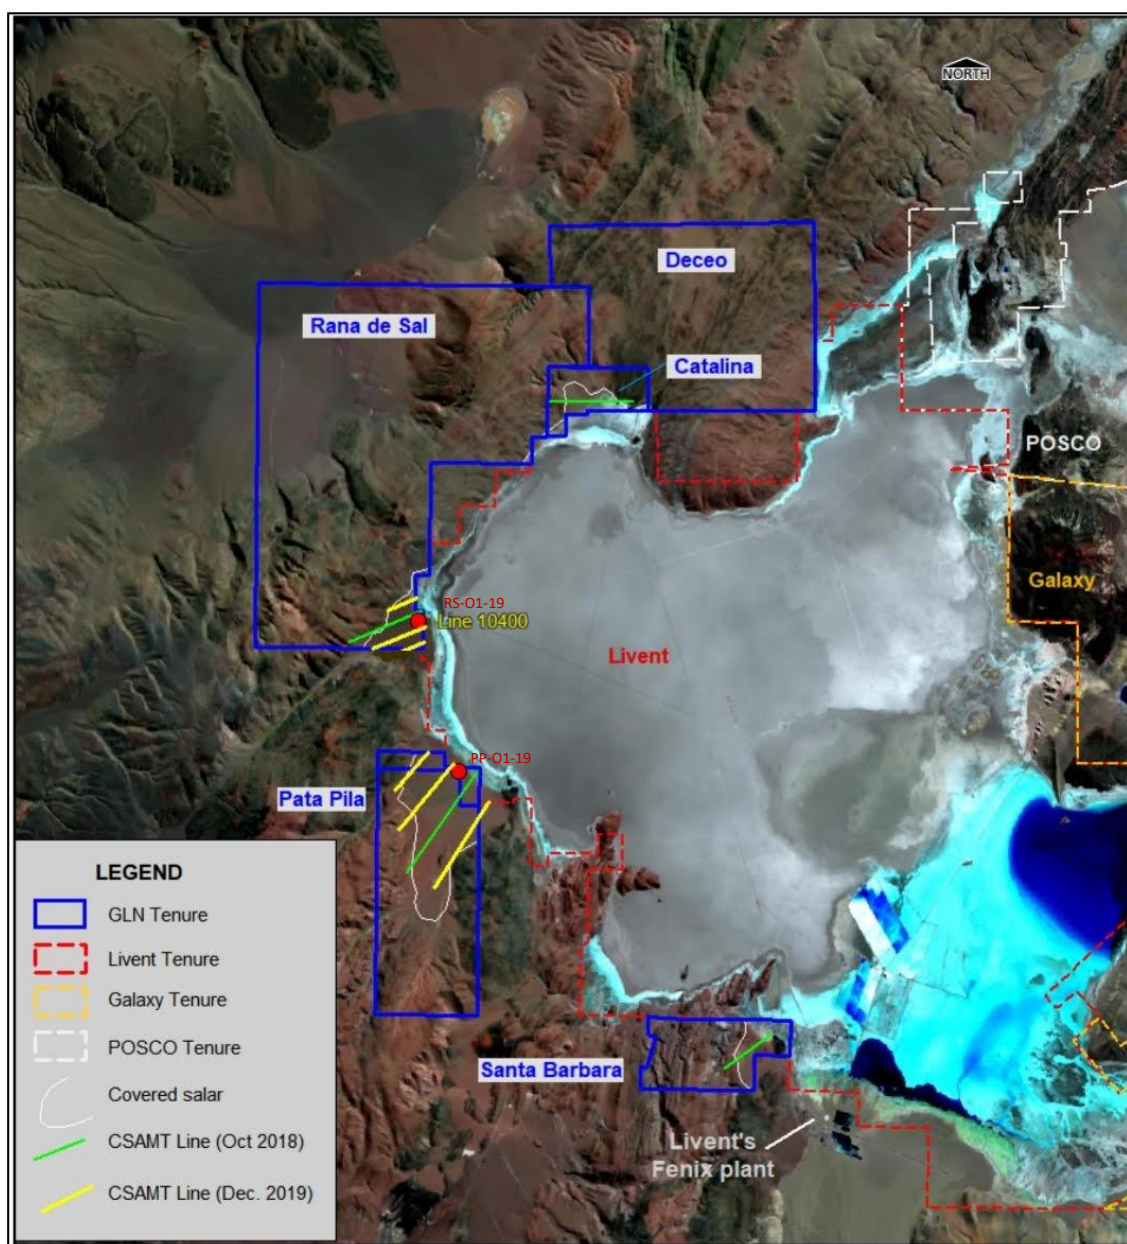 NORTH
Deceo
Rana de Sal
Catalina
POSCO
Galaxy
RS-O1-19
Line 10400
Livent
PP-O1-19
Pata Pila
LEGEND
GLN Tenure
Livent Tenure
Galaxy Tenure
POSCO Tenure
Covered salar
CSAMT Line (Oct 2018)
CSAMT Line (Dec. 2019)
Santa Barbara
Livent's
Fenix plant